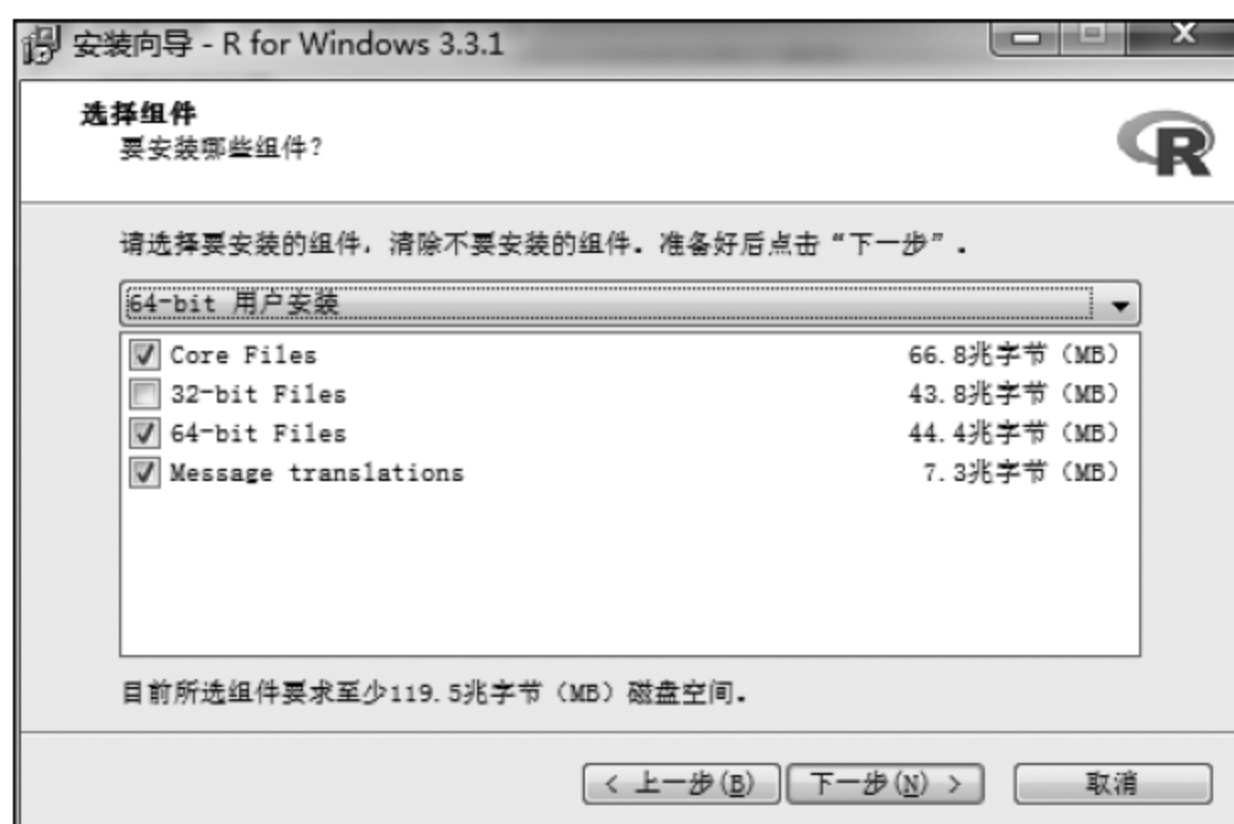 安装向导 - R for Windows 3.3.1
选择组件
要安装哪些组件?
R
请选择要安装的组件，清除不要安装的组件。准备好后点击“下一步”.
64-bit 用户安装
Core Files 66.8兆字节 (MB)
32-bit Files 43.8兆字节 (MB)
64-bit Files 44.4兆字节 (MB)
Message translations 7.3兆字节 (MB)
目前所选组件要求至少119.5兆字节 (MB) 磁盘空间。
< 上一步(B) 下一步(N) > 取消